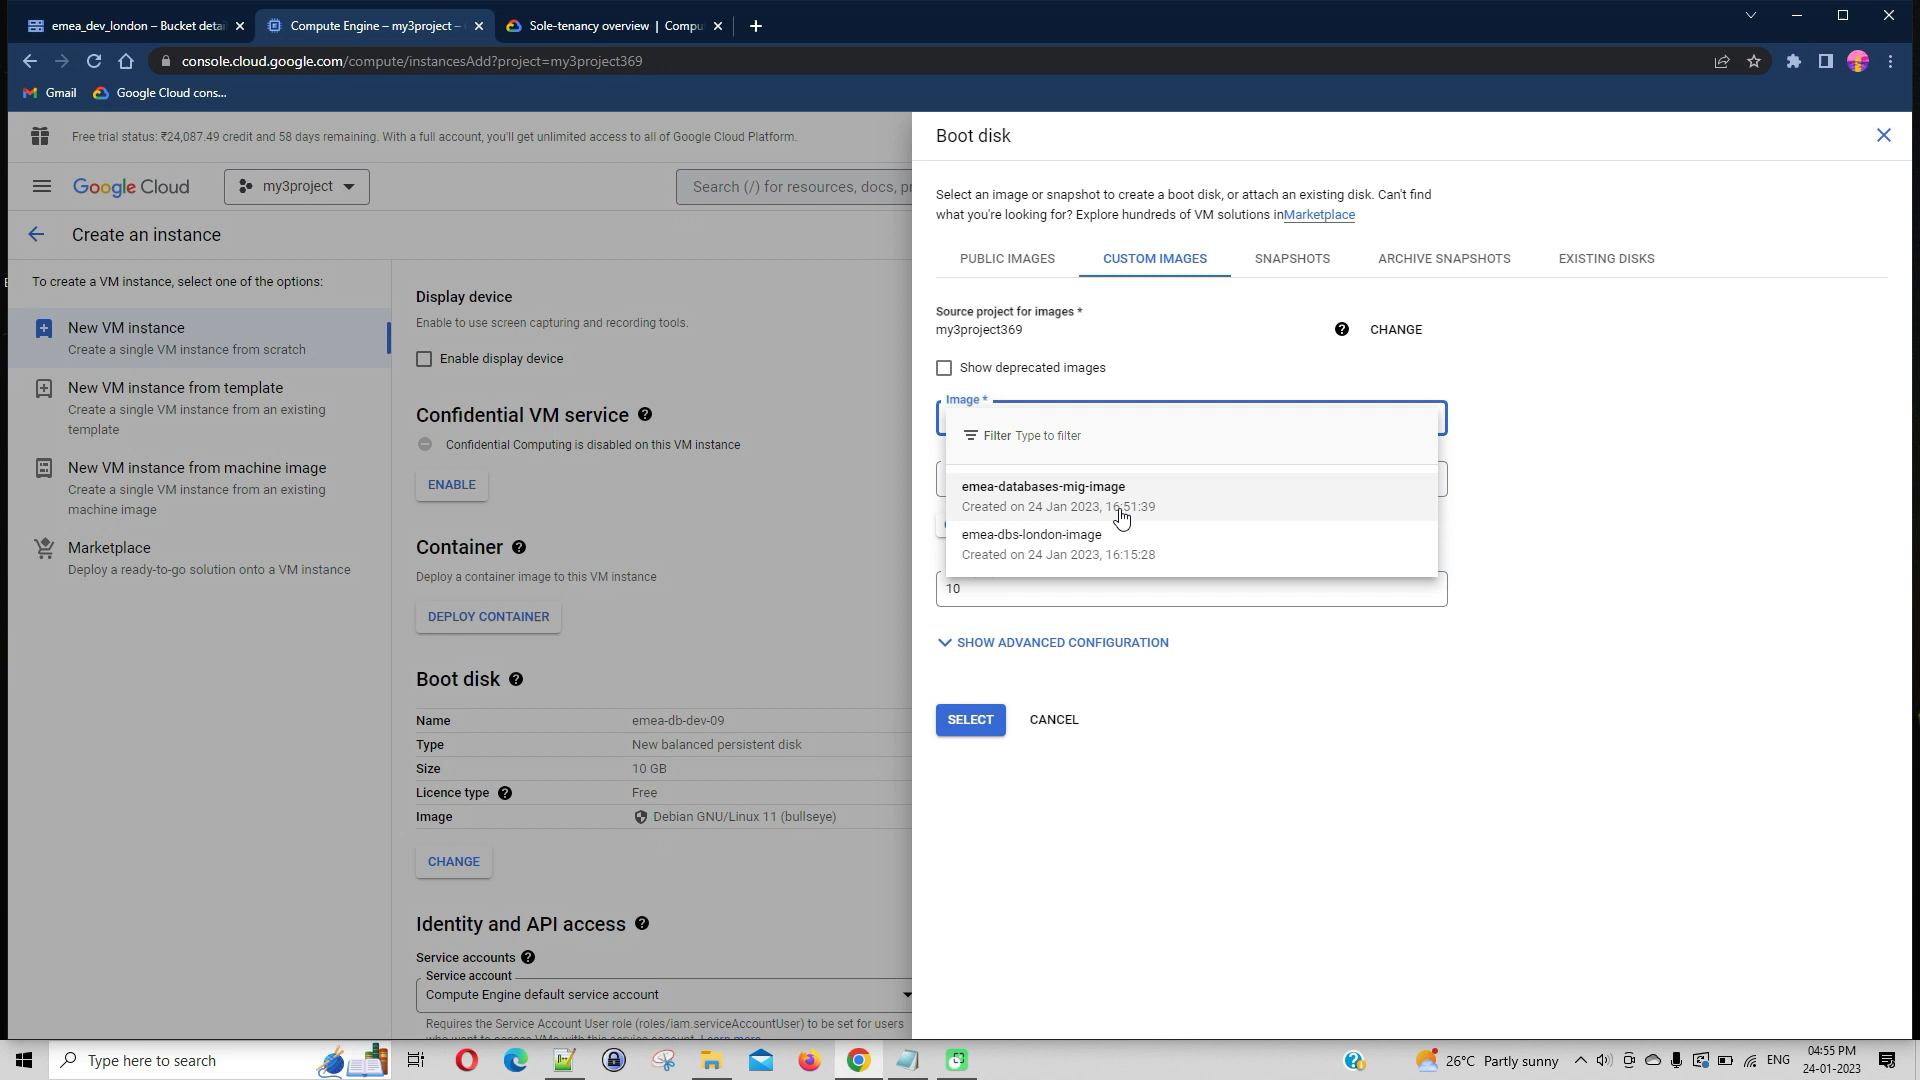 emea_dev_london – Bucket detai
Compute Engine – my3project –
Sole-tenancy overview | Compu
console.cloud.google.com/compute/instancesAdd?project=my3project369
Gmail
Google Cloud cons...
Free trial status: ₹24,087.49 credit and 58 days remaining. With a full account, you'll get unlimited access to all of Google Cloud Platform.
Google Cloud
my3project
Search (/) for resources, docs, pr
Create an instance
To create a VM instance, select one of the options:
New VM instance
Create a single VM instance from scratch
New VM instance from template
Create a single VM instance from an existing
template
New VM instance from machine image
Create a single VM instance from an existing
machine image
Marketplace
Deploy a ready-to-go solution onto a VM instance
Display device
Enable to use screen capturing and recording tools.
Enable display device
Confidential VM service
Confidential Computing is disabled on this VM instance
ENABLE
Container
Deploy a container image to this VM instance
DEPLOY CONTAINER
Boot disk
Name emea-db-dev-09
Type New balanced persistent disk
Size 10 GB
Licence type Free
Image Debian GNU/Linux 11 (bullseye)
CHANGE
Identity and API access
Service accounts
Service account
Compute Engine default service account
Requires the Service Account User role (roles/iam.serviceAccountUser) to be set for users
Boot disk
Select an image or snapshot to create a boot disk, or attach an existing disk. Can't find
what you're looking for? Explore hundreds of VM solutions inMarketplace
PUBLIC IMAGES
CUSTOM IMAGES
SNAPSHOTS
ARCHIVE SNAPSHOTS
EXISTING DISKS
Source project for images *
my3project369
CHANGE
Show deprecated images
Image *
Filter Type to filter
emea-databases-mig-image
Created on 24 Jan 2023, 16:51:39
emea-dbs-london-image
Created on 24 Jan 2023, 16:15:28
10
SHOW ADVANCED CONFIGURATION
SELECT
CANCEL
Type here to search
26°C Partly sunny
ENG
04:55 PM
24-01-2023